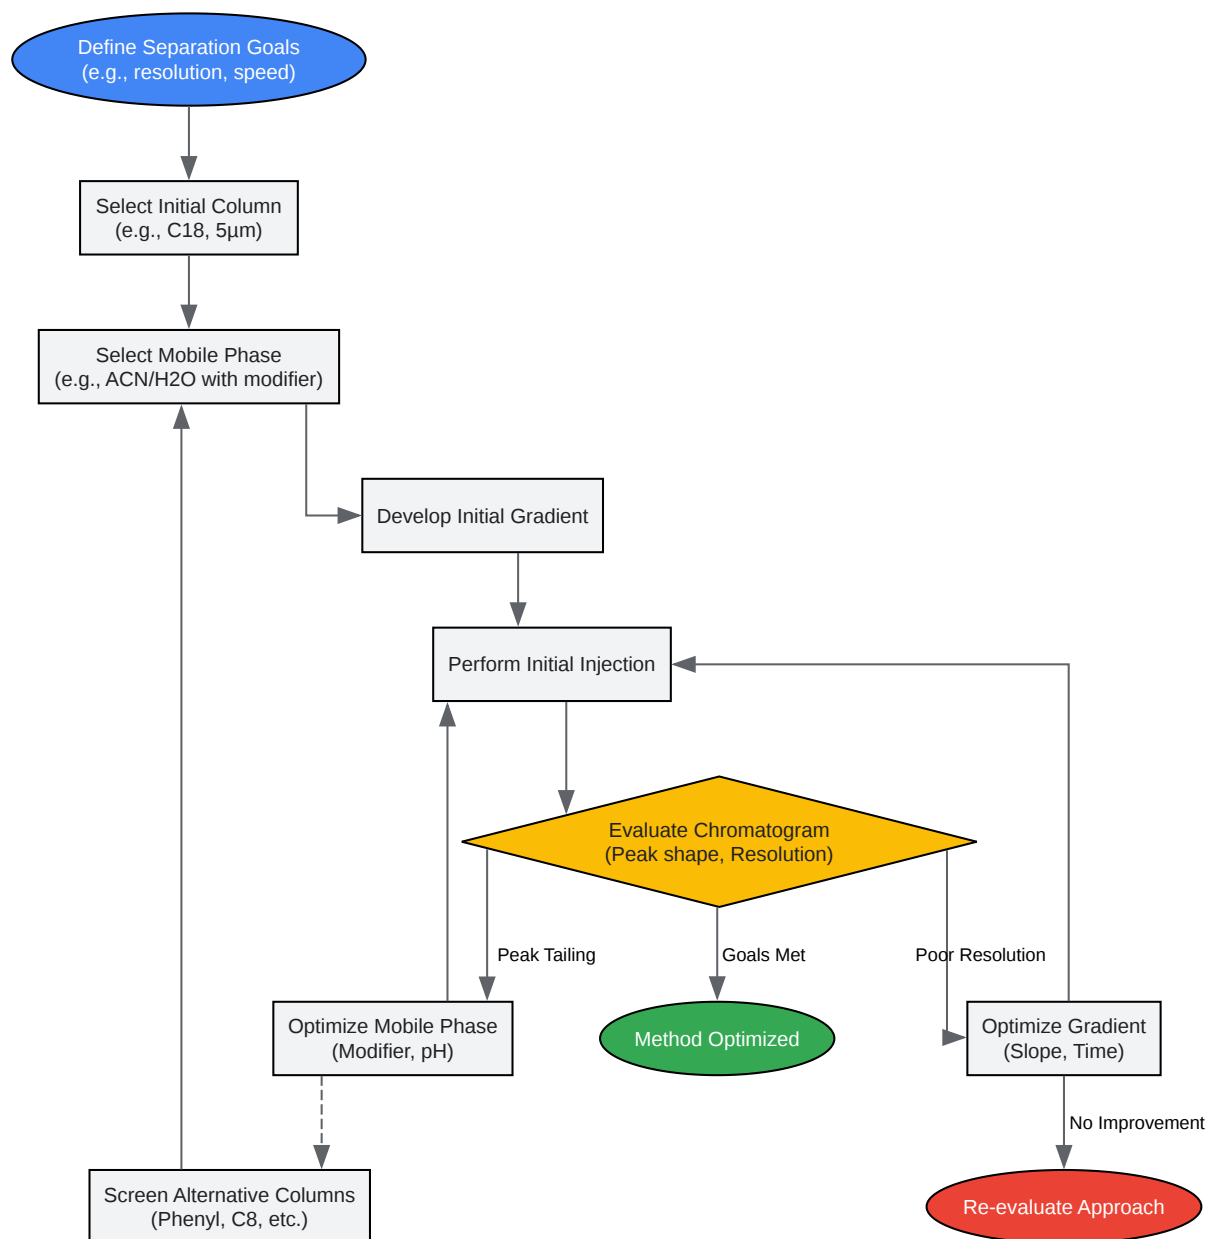 Define Separation Goals
(e.g., resolution, speed)
Select Initial Column
(e.g., C18, 5µm)
Select Mobile Phase
(e.g., ACN/H2O with modifier)
Develop Initial Gradient
Perform Initial Injection
Evaluate Chromatogram
(Peak shape, Resolution)
Peak Tailing
Goals Met
Poor Resolution
Optimize Mobile Phase
(Modifier, pH)
Method Optimized
Optimize Gradient
(Slope, Time)
No Improvement
Screen Alternative Columns
(Phenyl, C8, etc.)
Re-evaluate Approach